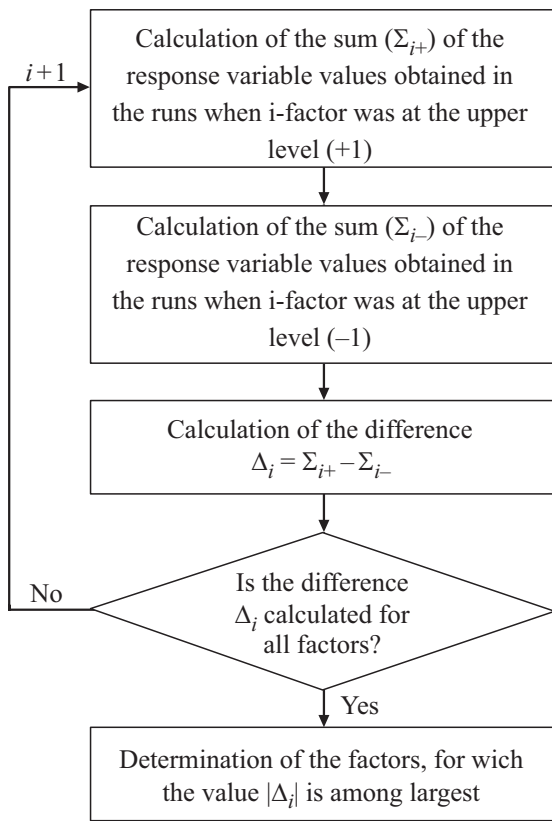 Calculation of the sum (Σi+) of the
response variable values obtained in
the runs when i-factor was at the upper
level (+1)
i+1
Calculation of the sum (Σi–) of the
response variable values obtained in
the runs when i-factor was at the upper
level (–1)
Calculation of the difference
Δi = Σi+ – Σi–
Is the difference
Δi calculated for
all factors?
No
Yes
Determination of the factors, for wich
the value |Δi| is among largest